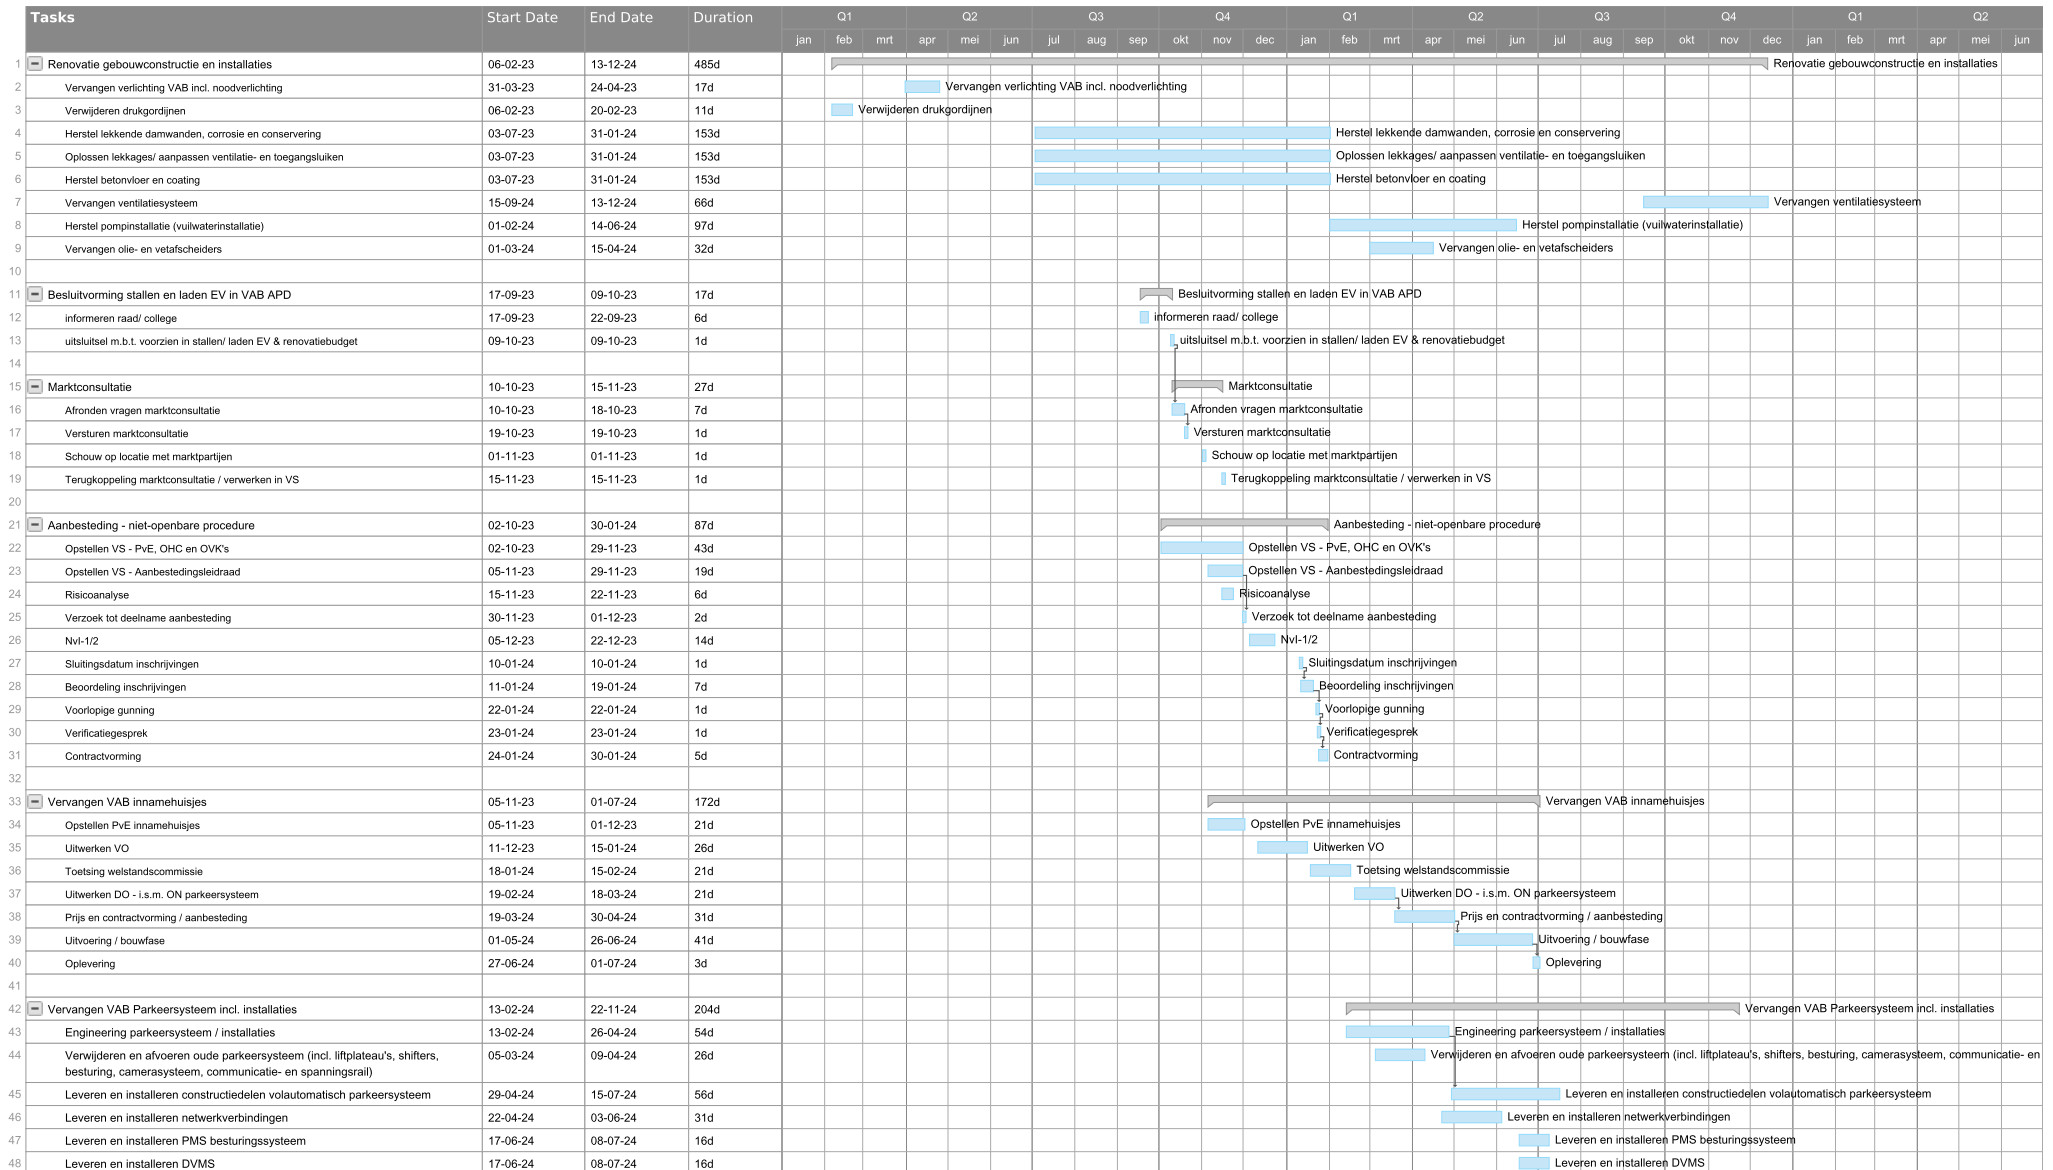 Tasks Start Date End Date Duration Q1 Q2 Q3 Q4 Q1 Q2 Q3 Q4 Q1 Q2
jan feb mrt apr mei jun jul aug sep okt nov dec jan feb mrt apr mei jun jul aug sep okt nov dec jan feb mrt apr mei jun
1 Renovatie gebouwconstructie en installaties 06-02-23 13-12-24 485d Renovatie gebouwconstructie en installaties
2 Vervangen verlichting VAB incl. noodverlichting 31-03-23 24-04-23 17d Vervangen verlichting VAB incl. noodverlichting
3 Verwijderen drukgordijnen 06-02-23 20-02-23 11d Verwijderen drukgordijnen
4 Herstel lekkende damwanden, corrosie en conservering 03-07-23 31-01-24 153d Herstel lekkende damwanden, corrosie en conservering
5 Oplossen lekkages/ aanpassen ventilatie- en toegangsluiken 03-07-23 31-01-24 153d Oplossen lekkages/ aanpassen ventilatie- en toegangsluiken
6 Herstel betonvloer en coating 03-07-23 31-01-24 153d Herstel betonvloer en coating
7 Vervangen ventilatiesysteem 15-09-24 13-12-24 66d Vervangen ventilatiesysteem
8 Herstel pompinstallatie (vuilwaterinstallatie) 01-02-24 14-06-24 97d Herstel pompinstallatie (vuilwaterinstallatie)
9 Vervangen olie- en vetafscheiders 01-03-24 15-04-24 32d Vervangen olie- en vetafscheiders
10
11 Besluitvorming stallen en laden EV in VAB APD 17-09-23 09-10-23 17d Besluitvorming stallen en laden EV in VAB APD
12 informeren raad/ college 17-09-23 22-09-23 6d informeren raad/ college
13 uitsluitsel m.b.t. voorzien in stallen/ laden EV & renovatiebudget 09-10-23 09-10-23 1d uitsluitsel m.b.t. voorzien in stallen/ laden EV & renovatiebudget
14
15 Marktconsultatie 10-10-23 15-11-23 27d Marktconsultatie
16 Afronden vragen marktconsultatie 10-10-23 18-10-23 7d Afronden vragen marktconsultatie
17 Versturen marktconsultatie 19-10-23 19-10-23 1d Versturen marktconsultatie
18 Schouw op locatie met marktpartijen 01-11-23 01-11-23 1d Schouw op locatie met marktpartijen
19 Terugkoppeling marktconsultatie / verwerken in VS 15-11-23 15-11-23 1d Terugkoppeling marktconsultatie / verwerken in VS
20
21 Aanbesteding - niet-openbare procedure 02-10-23 30-01-24 87d Aanbesteding - niet-openbare procedure
22 Opstellen VS - PvE, OHC en OVK's 02-10-23 29-11-23 43d Opstellen VS - PvE, OHC en OVK's
23 Opstellen VS - Aanbestedingsleidraad 05-11-23 29-11-23 19d Opstellen VS - Aanbestedingsleidraad
24 Risicoanalyse 15-11-23 22-11-23 6d Risicoanalyse
25 Verzoek tot deelname aanbesteding 30-11-23 01-12-23 2d Verzoek tot deelname aanbesteding
26 NvI-1/2 05-12-23 22-12-23 14d NvI-1/2
27 Sluitingsdatum inschrijvingen 10-01-24 10-01-24 1d Sluitingsdatum inschrijvingen
28 Beoordeling inschrijvingen 11-01-24 19-01-24 7d Beoordeling inschrijvingen
29 Voorlopige gunning 22-01-24 22-01-24 1d Voorlopige gunning
30 Verificatiegesprek 23-01-24 23-01-24 1d Verificatiegesprek
31 Contractvorming 24-01-24 30-01-24 5d Contractvorming
32
33 Vervangen VAB innamehuisjes 05-11-23 01-07-24 172d Vervangen VAB innamehuisjes
34 Opstellen PvE innamehuisjes 05-11-23 01-12-23 21d Opstellen PvE innamehuisjes
35 Uitwerken VO 11-12-23 15-01-24 26d Uitwerken VO
36 Toetsing welstandscommissie 18-01-24 15-02-24 21d Toetsing welstandscommissie
37 Uitwerken DO - i.s.m. ON parkeersysteem 19-02-24 18-03-24 21d Uitwerken DO - i.s.m. ON parkeersysteem
38 Prijs en contractvorming / aanbesteding 19-03-24 30-04-24 31d Prijs en contractvorming / aanbesteding
39 Uitvoering / bouwfase 01-05-24 26-06-24 41d Uitvoering / bouwfase
40 Oplevering 27-06-24 01-07-24 3d Oplevering
41
42 Vervangen VAB Parkeersysteem incl. installaties 13-02-24 22-11-24 204d Vervangen VAB Parkeersysteem incl. installaties
43 Engineering parkeersysteem / installaties 13-02-24 26-04-24 54d Engineering parkeersysteem / installaties
44 Verwijderen en afvoeren oude parkeersysteem (incl. liftplateau's, shifters, 05-03-24 09-04-24 26d Verwijderen en afvoeren oude parkeersysteem (incl. liftplateau's, shifters, besturing, camerasysteem, communicatie- en
besturing, camerasysteem, communicatie- en spanningsrail)
45 Leveren en installeren constructiedelen volautomatisch parkeersysteem 29-04-24 15-07-24 56d Leveren en installeren constructiedelen volautomatisch parkeersysteem
46 Leveren en installeren netwerkverbindingen 22-04-24 03-06-24 31d Leveren en installeren netwerkverbindingen
47 Leveren en installeren PMS besturingssysteem 17-06-24 08-07-24 16d Leveren en installeren PMS besturingssysteem
48 Leveren en installeren DVMS 17-06-24 08-07-24 16d Leveren en installeren DVMS